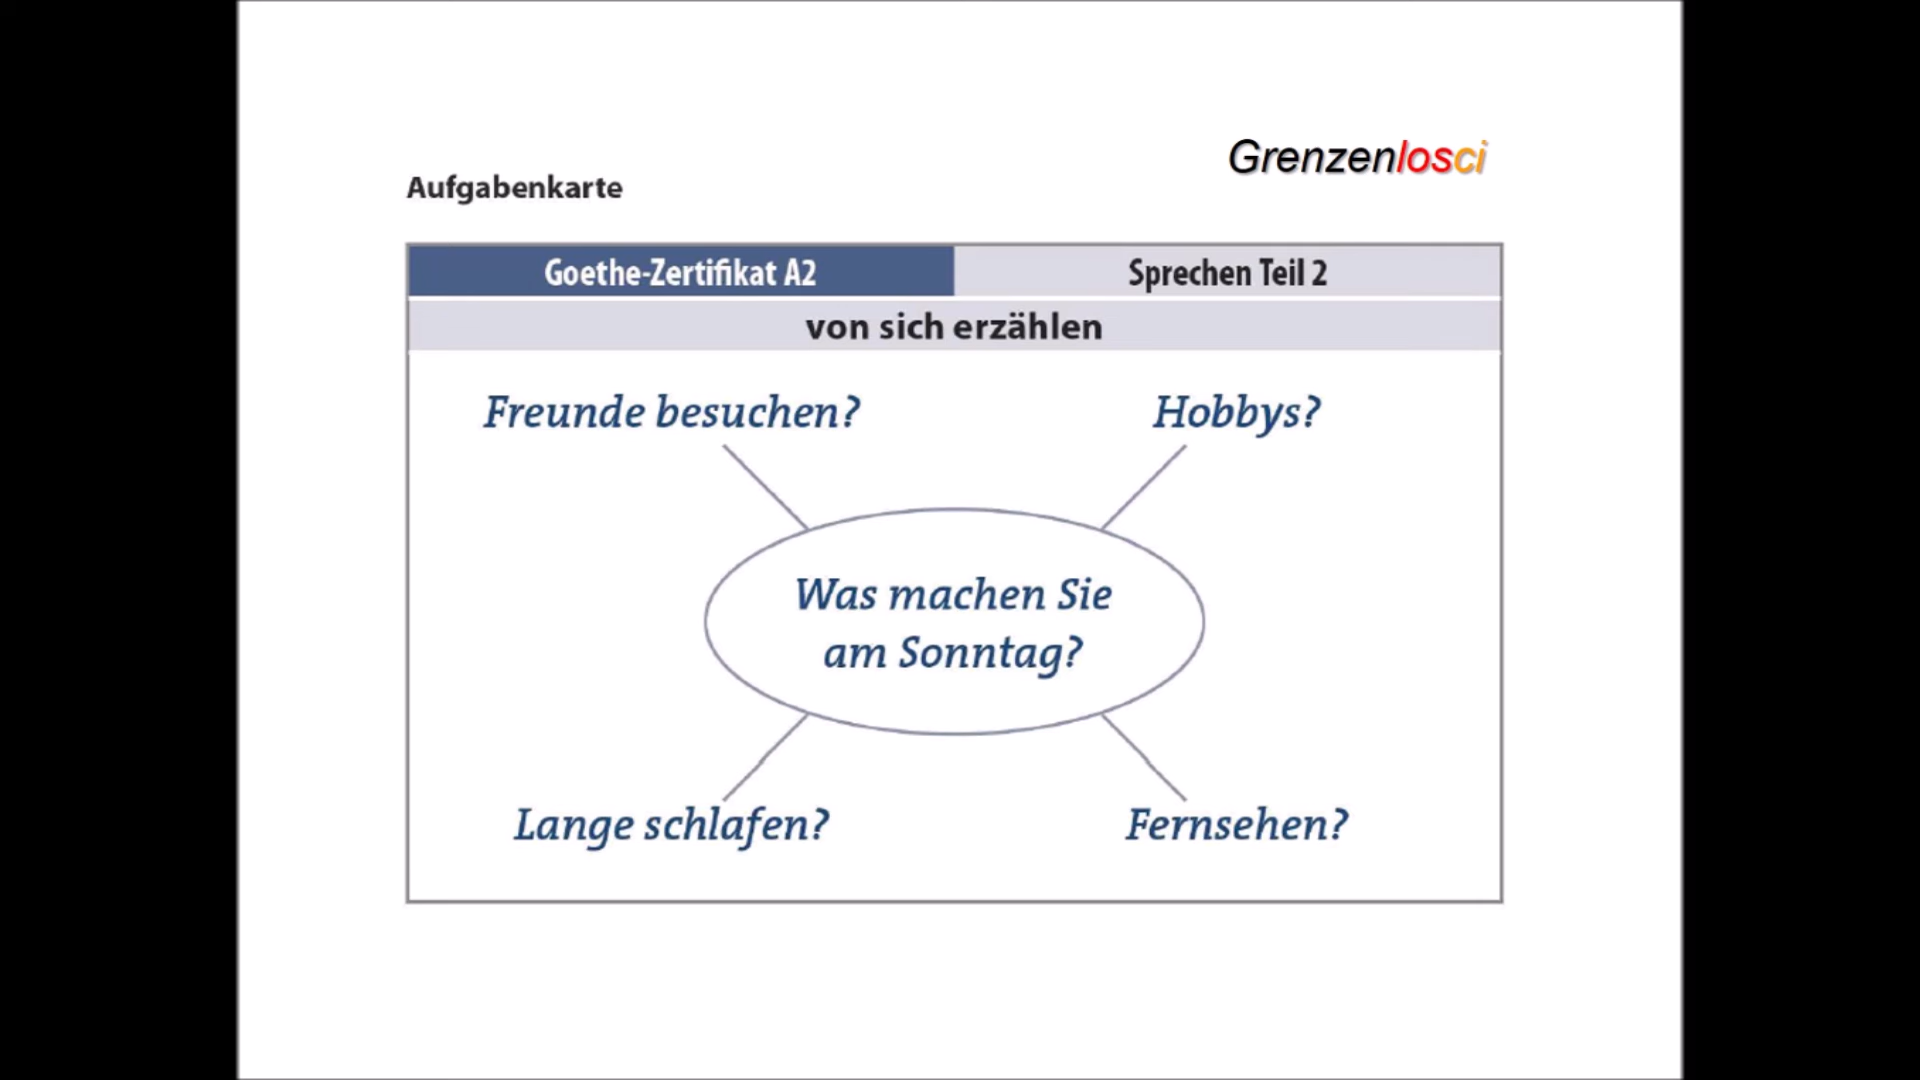 Grenzenlosci
Aufgabenkarte
Goethe-Zertifikat A2
Sprechen Teil 2
von sich erzählen
Freunde besuchen?
Hobbys?
Was machen Sie
am Sonntag?
Lange schlafen?
Fernsehen?